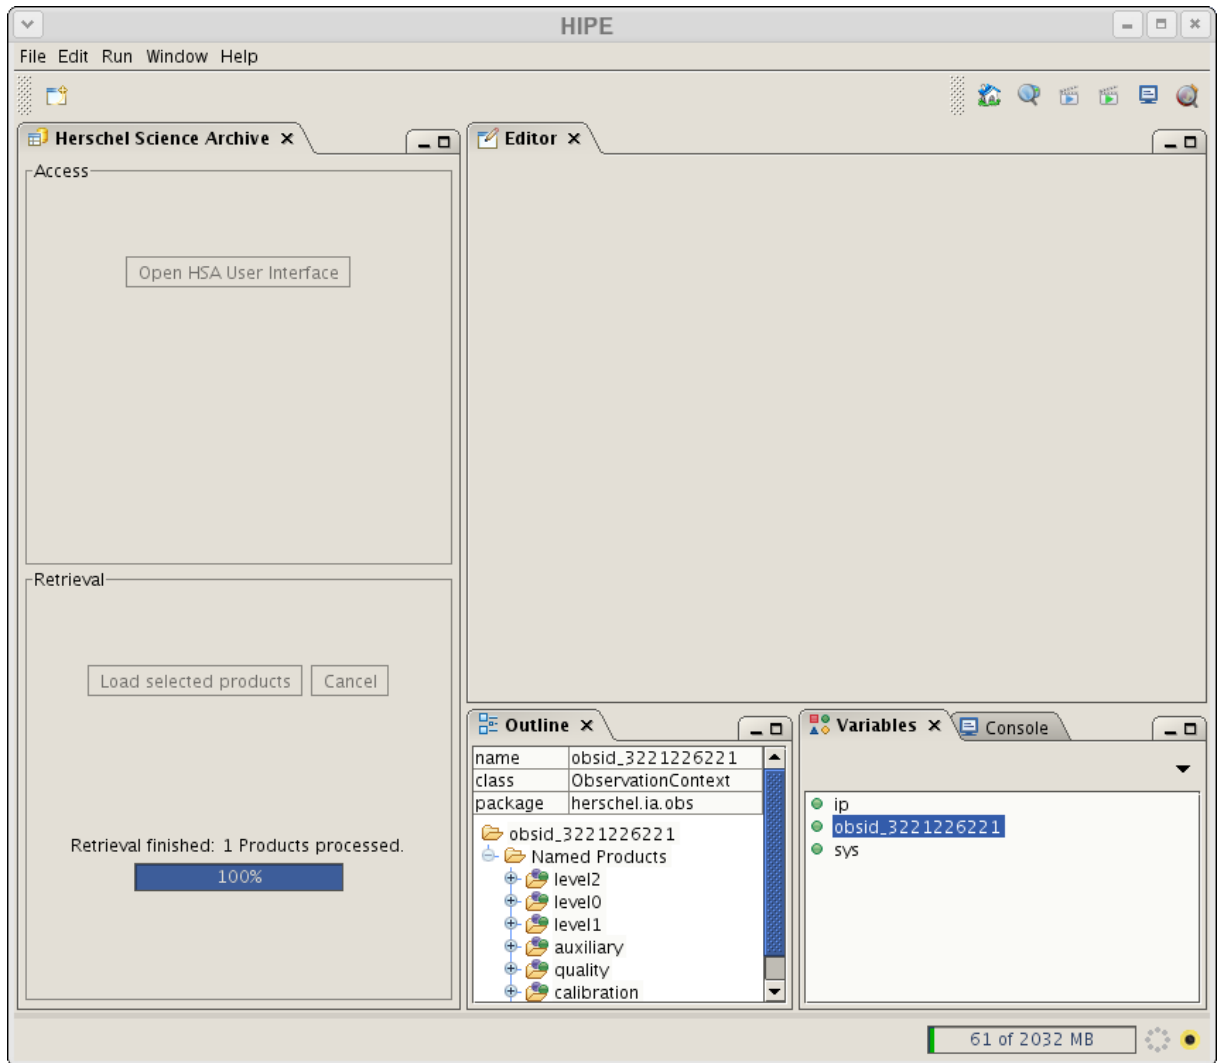 HIPE
File Edit Run Window Help
Herschel Science Archive
Access
Open HSA User Interface
Retrieval
Load selected products Cancel
Retrieval finished: 1 Products processed.
100%
Editor
Outline
name obsid_3221226221
class ObservationContext
package herschel.ia.obs
obsid_3221226221
Named Products
level2
level0
level1
auxiliary
quality
calibration
Variables Console
ip
obsid_3221226221
sys
61 of 2032 MB